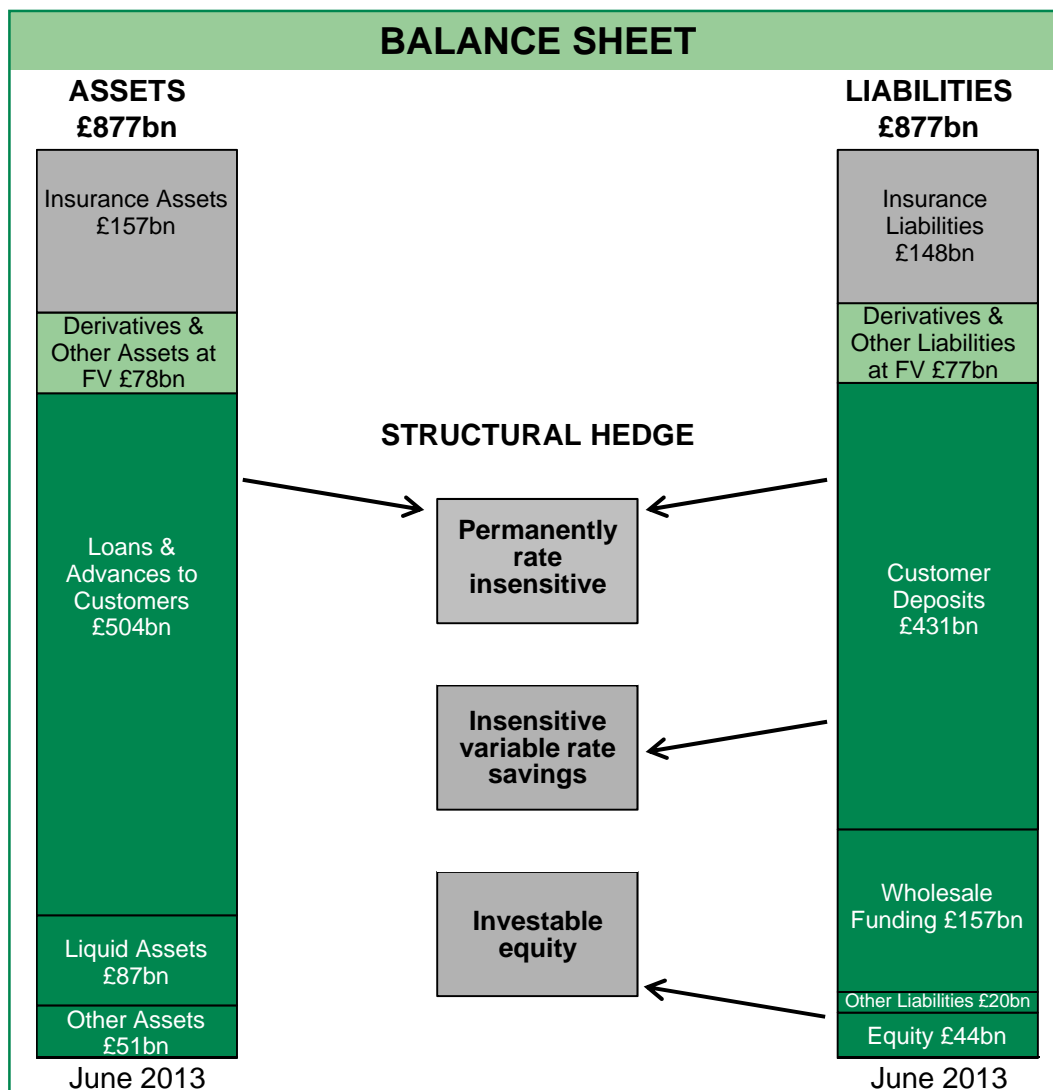 BALANCE SHEET
ASSETS
£877bn
Insurance Assets
£157bn
Derivatives &
Other Assets at
FV £78bn
Loans &
Advances to
Customers
£504bn
Liquid Assets
£87bn
Other Assets
£51bn
June 2013
STRUCTURAL HEDGE
Permanently
rate
insensitive
Insensitive
variable rate
savings
Investable
equity
LIABILITIES
£877bn
Insurance
Liabilities
£148bn
Derivatives &
Other Liabilities
at FV £77bn
Customer
Deposits
£431bn
Wholesale
Funding £157bn
Other Liabilities £20bn
Equity £44bn
June 2013